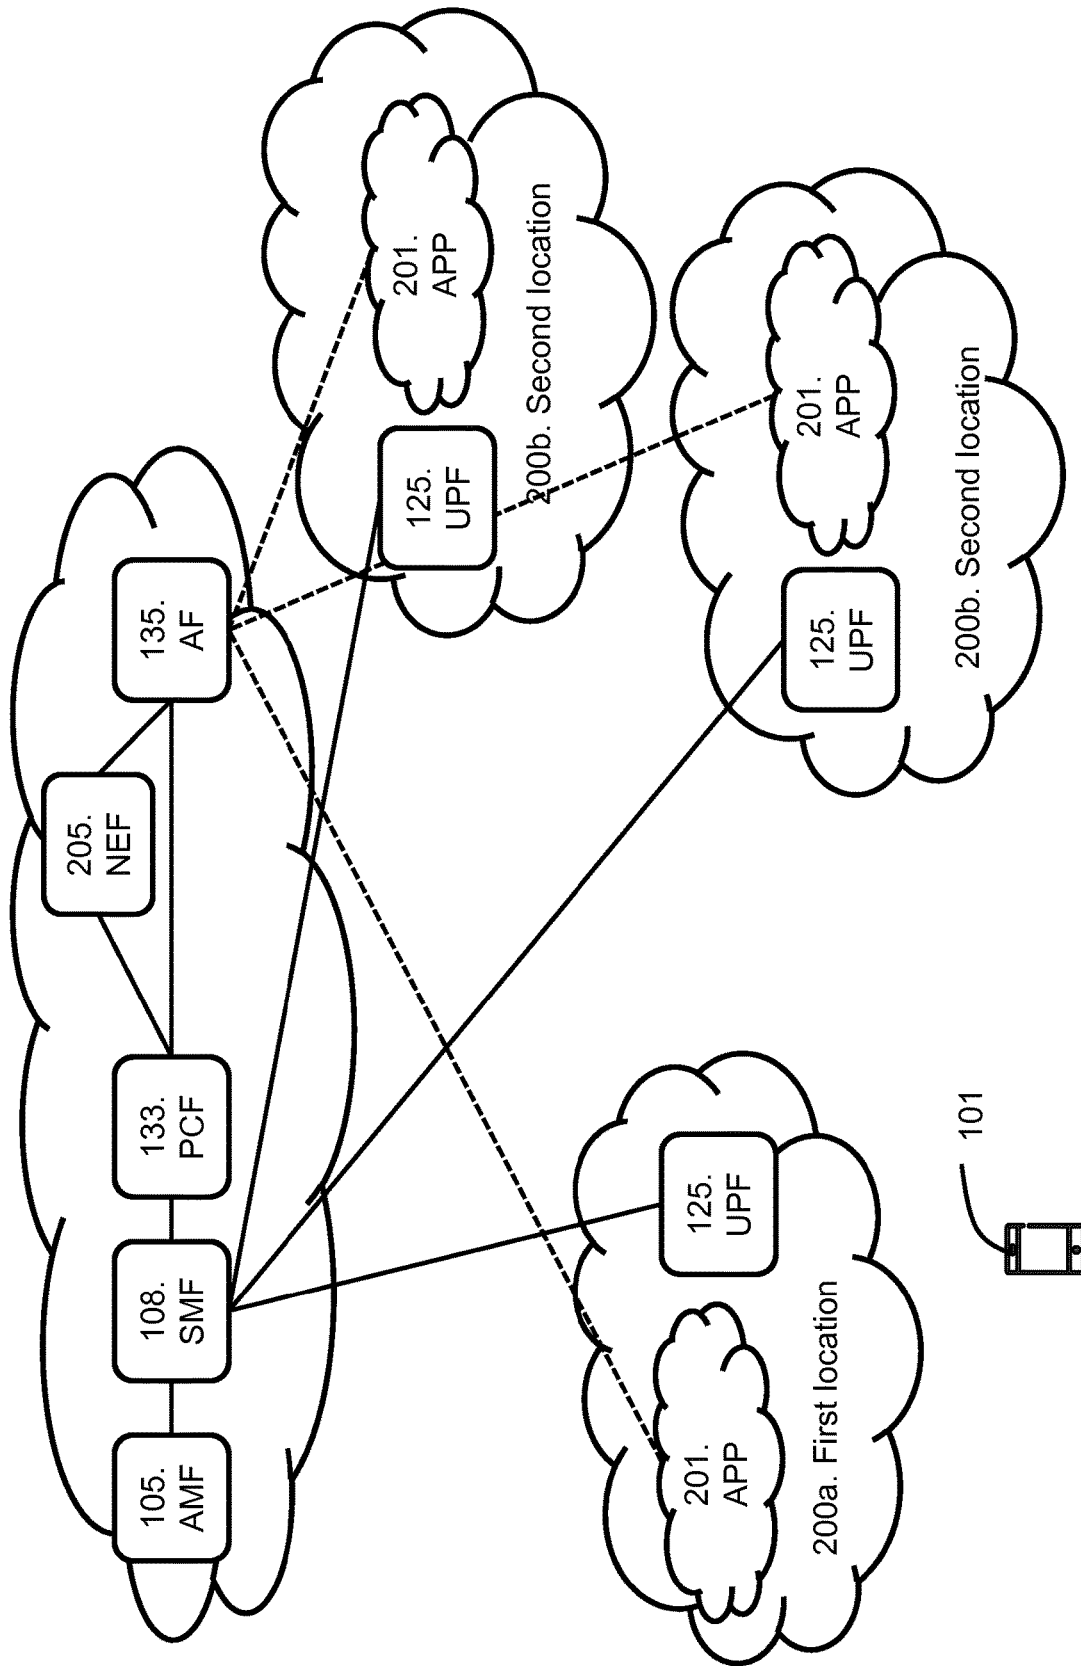 205.
NEF
105.
AMF
108.
SMF
133.
PCF
135.
AF
125.
UPF
201.
APP
200b. Second location
201.
APP
125.
UPF
200a. First location
125.
UPF
201.
APP
200b. Second location
101